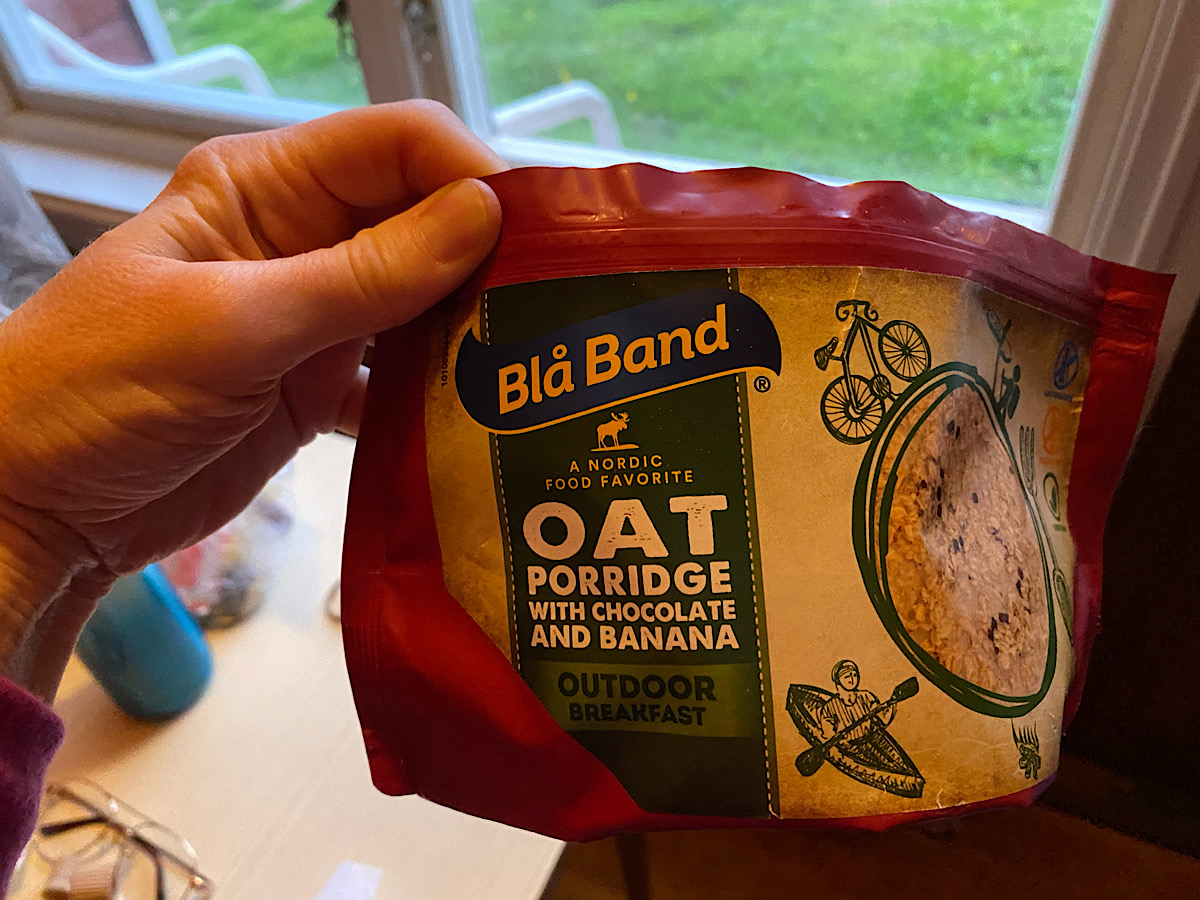 Blå Band
®
A NORDIC
FOOD FAVORITE
OAT
PORRIDGE
WITH CHOCOLATE
AND BANANA
OUTDOOR
BREAKFAST